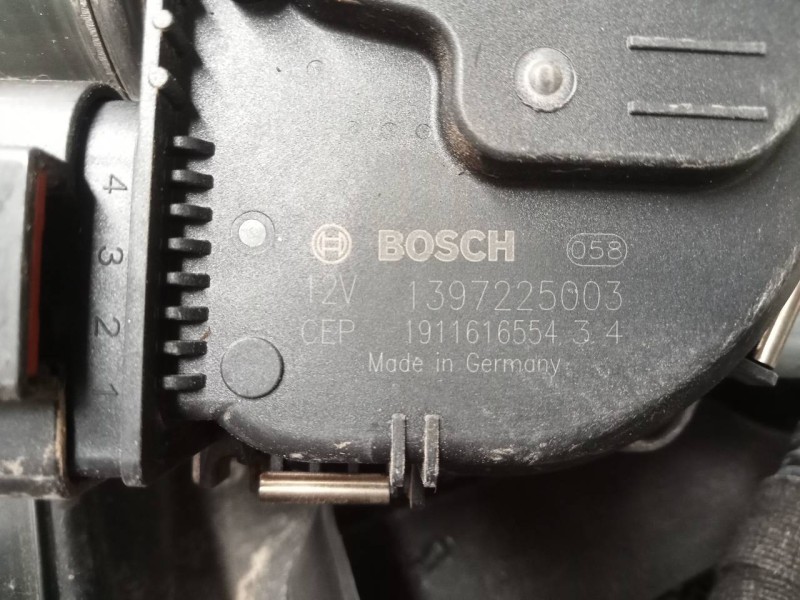 BOSCH 058
12V 1397225003
CEP 1911616554 3 4
Made in Germany
4
3
2
1